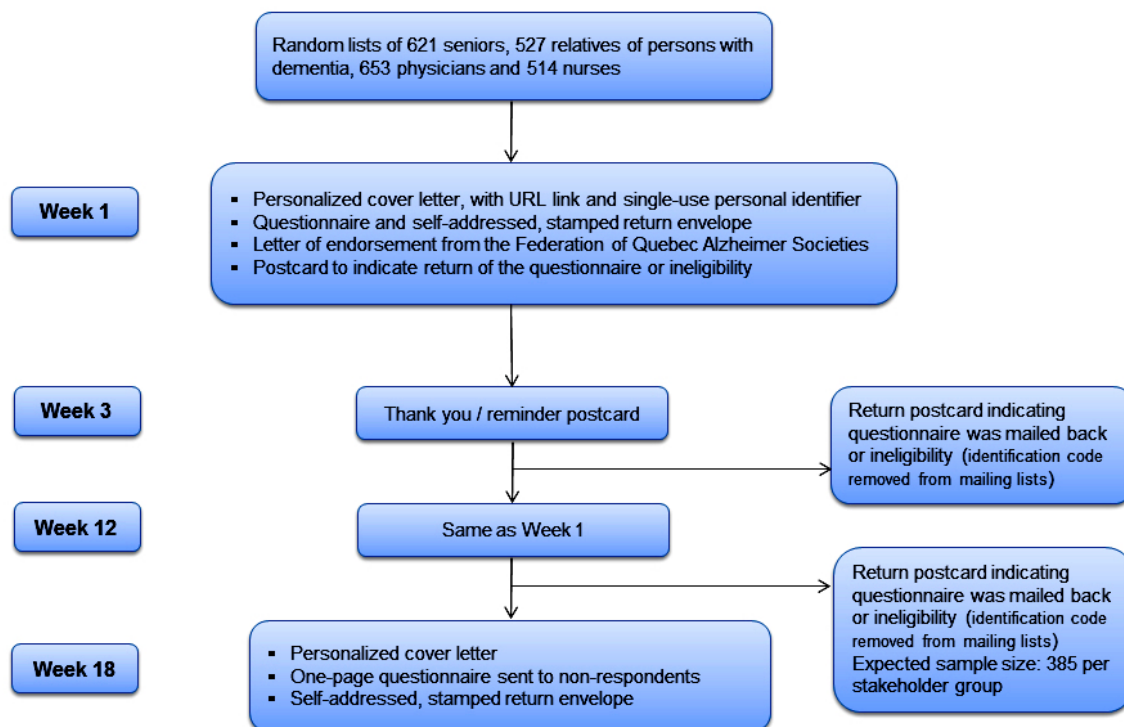 Random lists of 621 seniors, 527 relatives of persons with
dementia, 653 physicians and 514 nurses
Week 1
▪ Personalized cover letter, with URL link and single-use personal identifier
▪ Questionnaire and self-addressed, stamped return envelope
▪ Letter of endorsement from the Federation of Quebec Alzheimer Societies
▪ Postcard to indicate return of the questionnaire or ineligibility
Week 3
Thank you / reminder postcard
Return postcard indicating
questionnaire was mailed back
or ineligibility (identification code
removed from mailing lists)
Week 12
Same as Week 1
Return postcard indicating
questionnaire was mailed back
or ineligibility (identification code
removed from mailing lists)
Expected sample size: 385 per
stakeholder group
Week 18
▪ Personalized cover letter
▪ One-page questionnaire sent to non-respondents
▪ Self-addressed, stamped return envelope